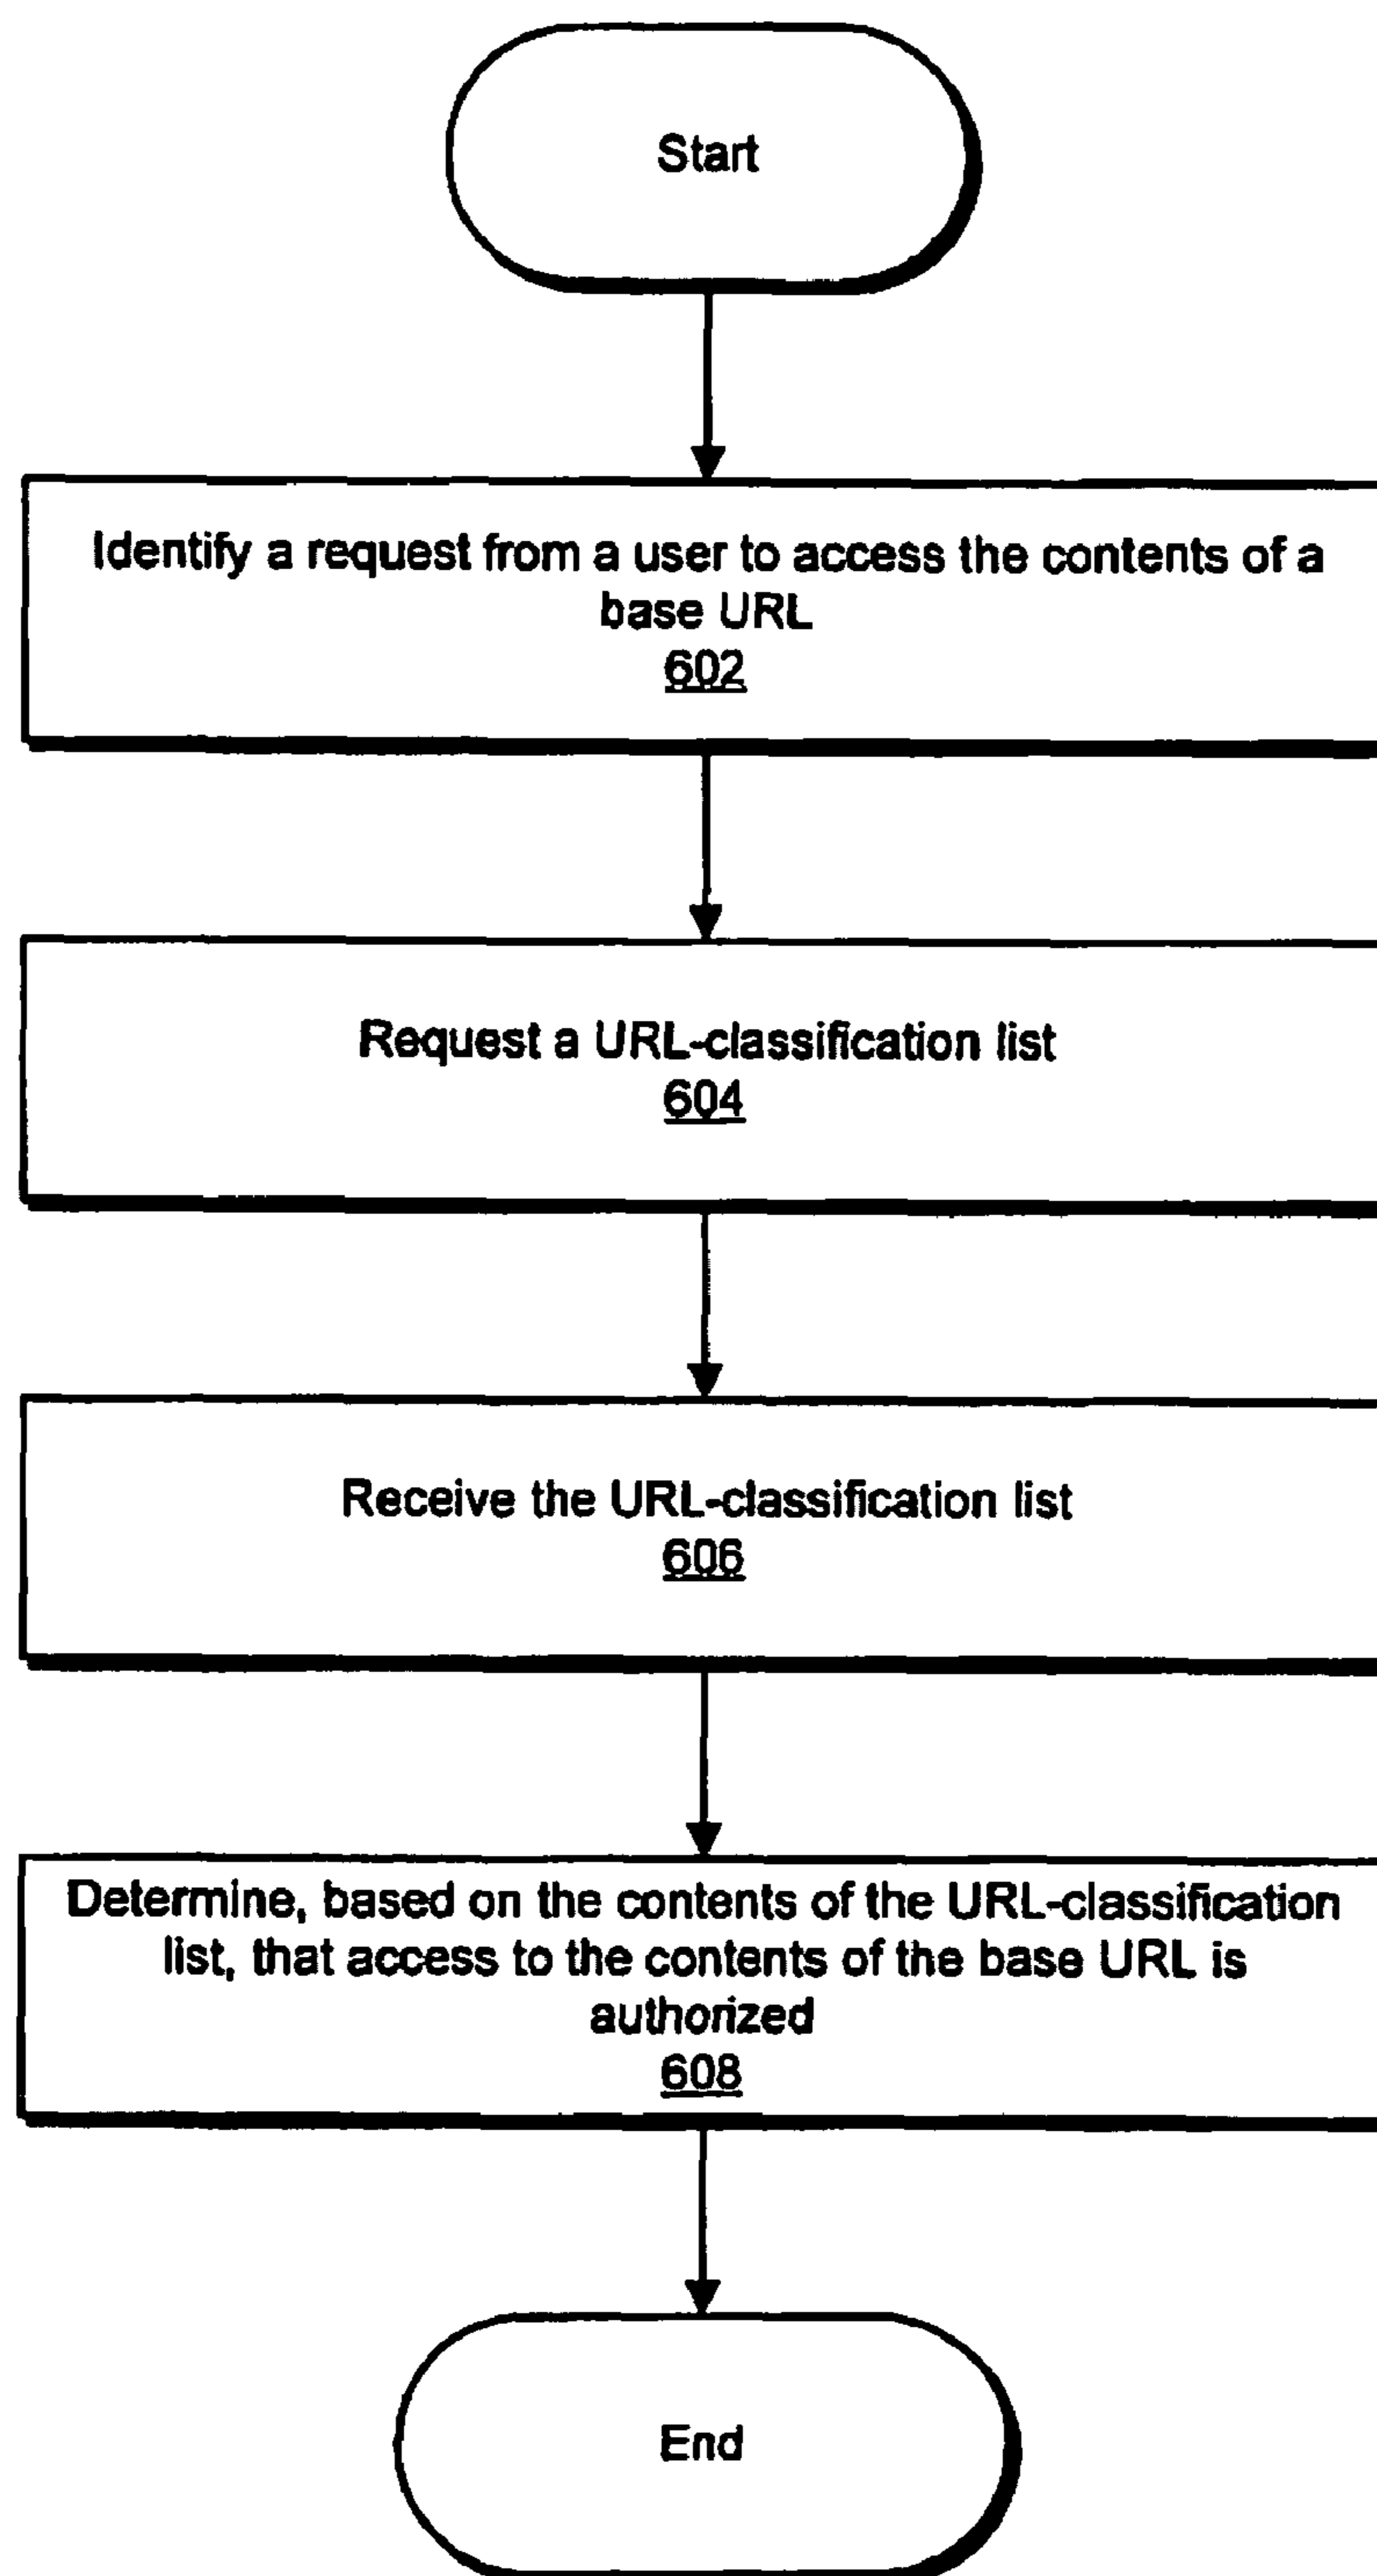 Start
Identify a request from a user to access the contents of a
base URL
602
Request a URL-classification list
604
Receive the URL-classification list
606
Determine, based on the contents of the URL-classification
list, that access to the contents of the base URL is
authorized
608
End